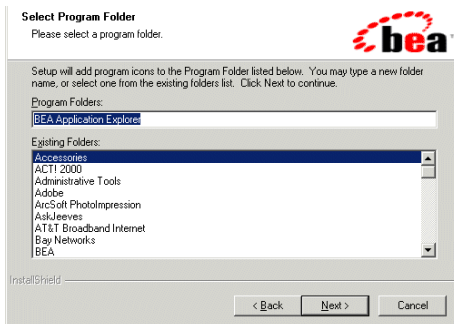 Select Program Folder
Please select a program folder.
bea
Setup will add program icons to the Program Folder listed below. You may type a new folder
name, or select one from the existing folders list. Click Next to continue.
Program Folders:
BEA Application Explorer
Existing Folders:
Accessories
ACT! 2000
Administrative Tools
Adobe
ArcSoft PhotoImpression
AskJeeves
AT&T Broadband Internet
Bay Networks
BEA
InstallShield
< Back
Next >
Cancel